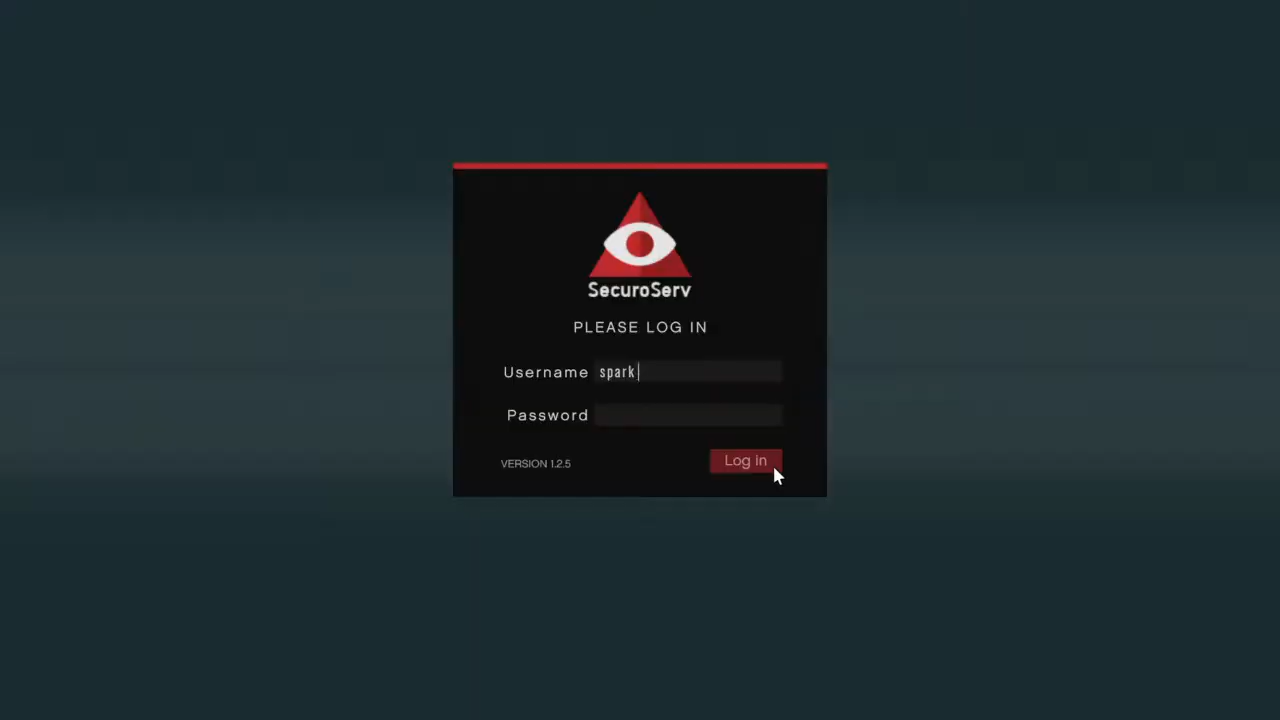 SecuroServ
PLEASE LOG IN
Username spark
Password
VERSION 1.2.5 Log in